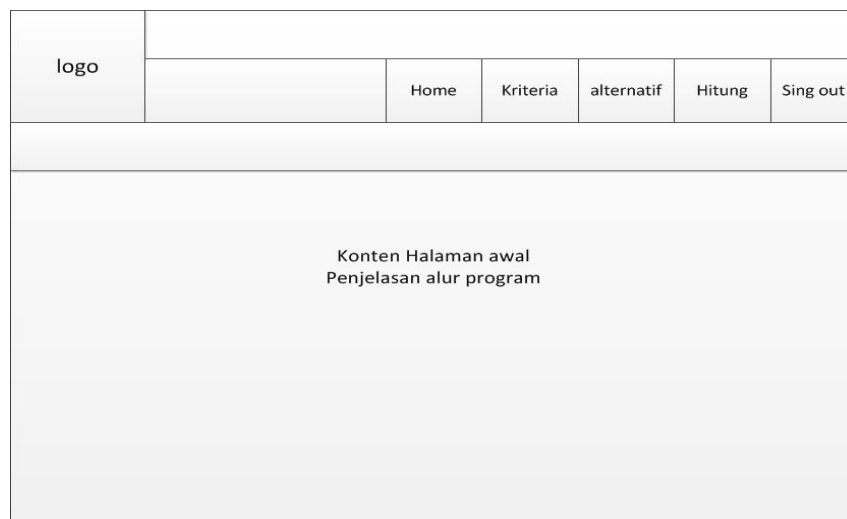 logo
Home
Kriteria
alternatif
Hitung
Sing out
Konten Halaman awal
Penjelasan alur program